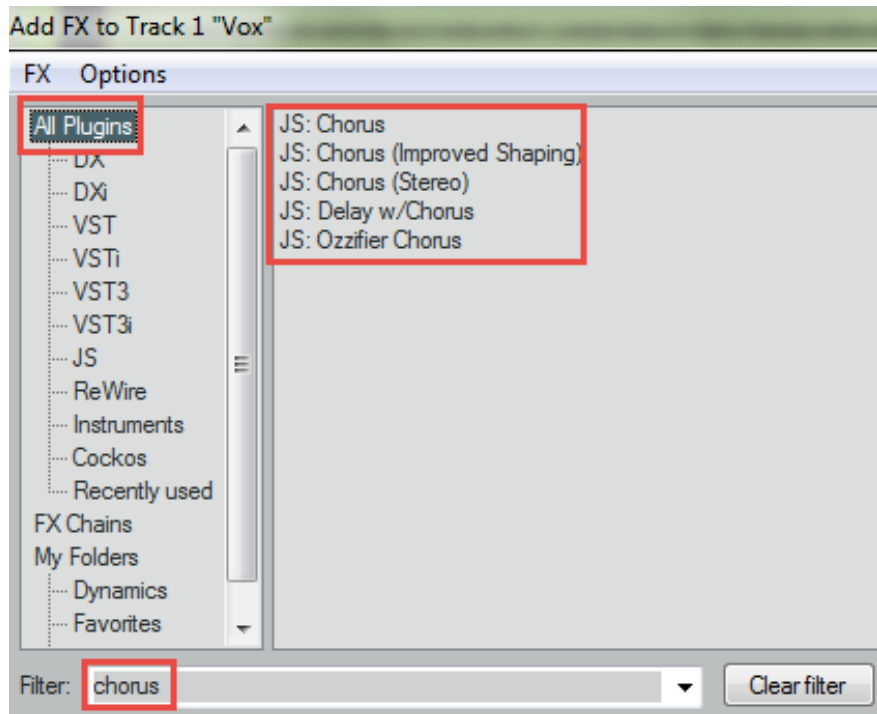 Add FX to Track 1 "Vox"
FX Options
All Plugins
DX
DXi
VST
VSTi
VST3
VST3i
JS
ReWire
Instruments
Cockos
Recently used
FX Chains
My Folders
Dynamics
Favorites
JS: Chorus
JS: Chorus (Improved Shaping)
JS: Chorus (Stereo)
JS: Delay w/Chorus
JS: Ozzifier Chorus
Filter: chorus Clear filter